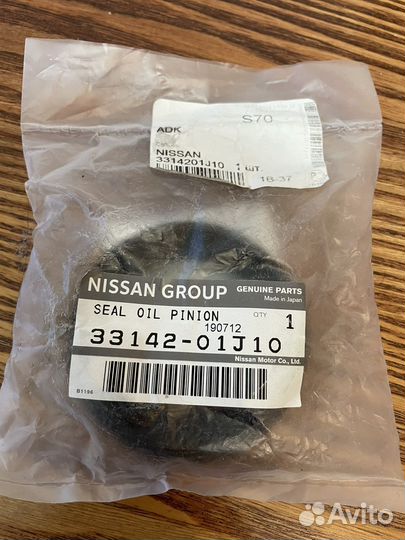 S70
ADK
NISSAN
3314201J10 1 шт.
1B-37 P
NISSAN GROUP GENUINE PARTS
Made in Japan
SEAL OIL PINION QTY 1
190712
33142-01J10
Nissan Motor Co., Ltd.
B1196
Avito